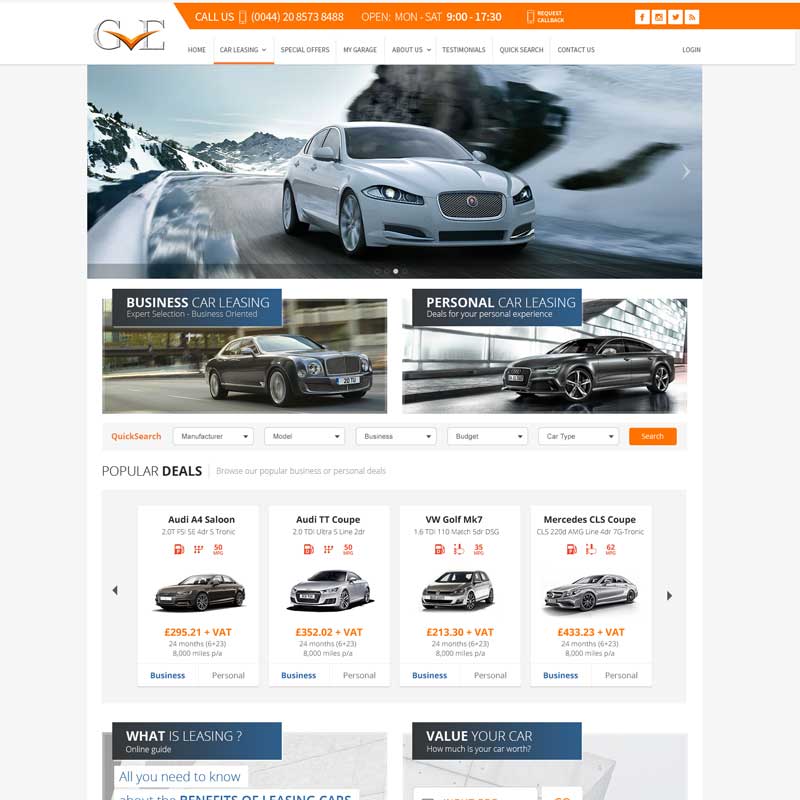 GVE
CALL US (0044) 20 8573 8488 OPEN: MON - SAT 9:00 - 17:30 REQUEST CALLBACK
HOME CAR LEASING SPECIAL OFFERS MY GARAGE ABOUT US TESTIMONIALS QUICK SEARCH CONTACT US LOGIN
BUSINESS CAR LEASING
Expert Selection - Business Oriented
PERSONAL CAR LEASING
Deals for your personal experience
QuickSearch Manufacturer Model Business Budget Car Type Search
POPULAR DEALS Browse our popular business or personal deals
Audi A4 Saloon
2.0T FSI SE 4dr S Tronic
50 MPG
£295.21 + VAT
24 months (6+23)
8,000 miles p/a
Business Personal
Audi TT Coupe
2.0 TDI Ultra S Line 2dr
50 MPG
£352.02 + VAT
24 months (6+23)
8,000 miles p/a
Business Personal
VW Golf Mk7
1.6 TDI 110 Match 5dr DSG
35 MPG
£213.30 + VAT
24 months (6+23)
8,000 miles p/a
Business Personal
Mercedes CLS Coupe
CLS 220d AMG Line 4dr 7G-Tronic
62 MPG
£433.23 + VAT
24 months (6+23)
8,000 miles p/a
Business Personal
WHAT IS LEASING ?
Online guide
All you need to know
about the BENEFITS OF LEASING CARS
VALUE YOUR CAR
How much is your car worth?